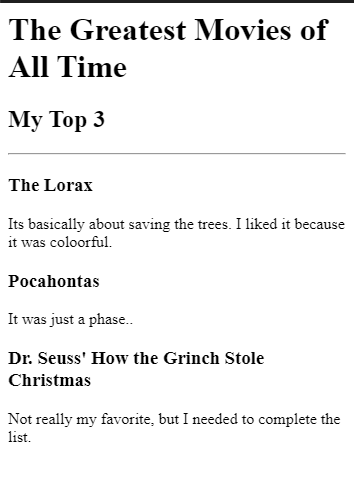 The Greatest Movies of
All Time
My Top 3
The Lorax
Its basically about saving the trees. I liked it because
it was coloorful.
Pocahontas
It was just a phase..
Dr. Seuss' How the Grinch Stole
Christmas
Not really my favorite, but I needed to complete the
list.